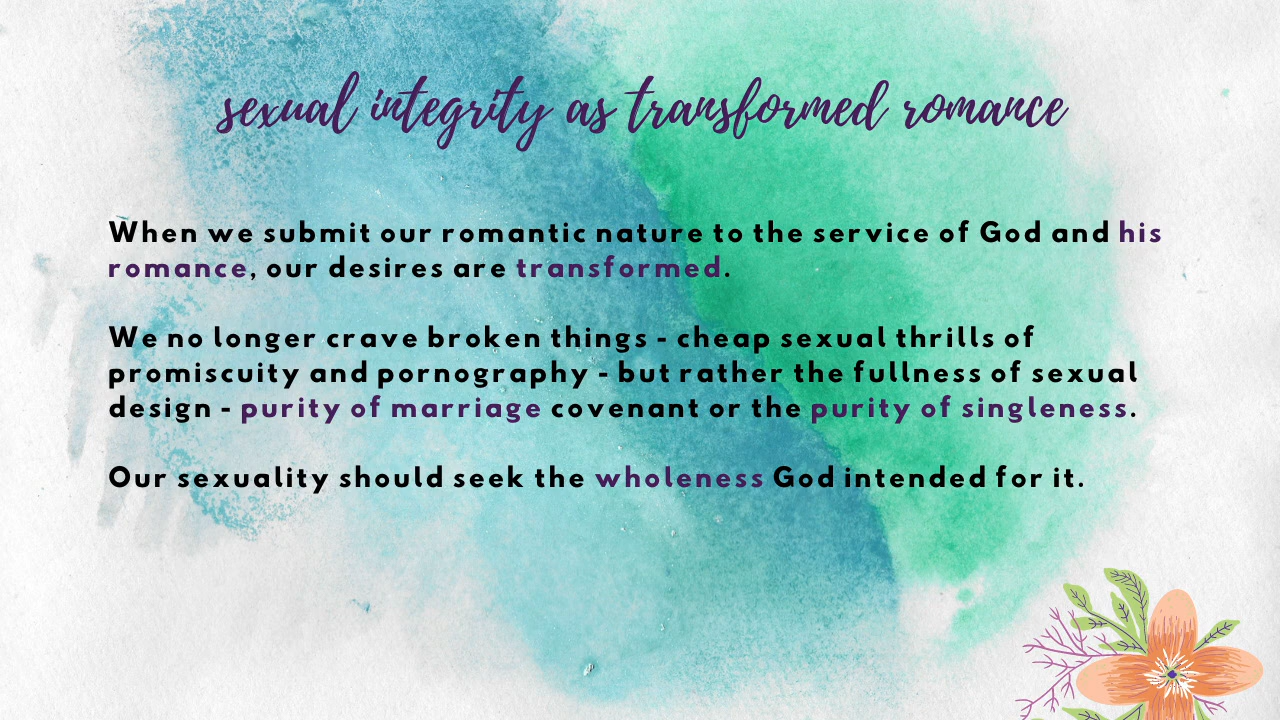 sexual integrity as transformed romance
When we submit our romantic nature to the service of God and his
romance, our desires are transformed.
We no longer crave broken things - cheap sexual thrills of
promiscuity and pornography - but rather the fullness of sexual
design - purity of marriage covenant or the purity of singleness.
Our sexuality should seek the wholeness God intended for it.